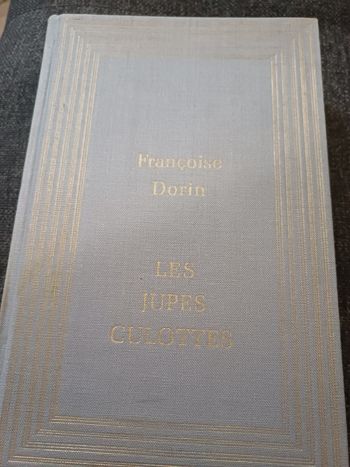 Françoise
Dorin
LES
JUPES
CULOTTES